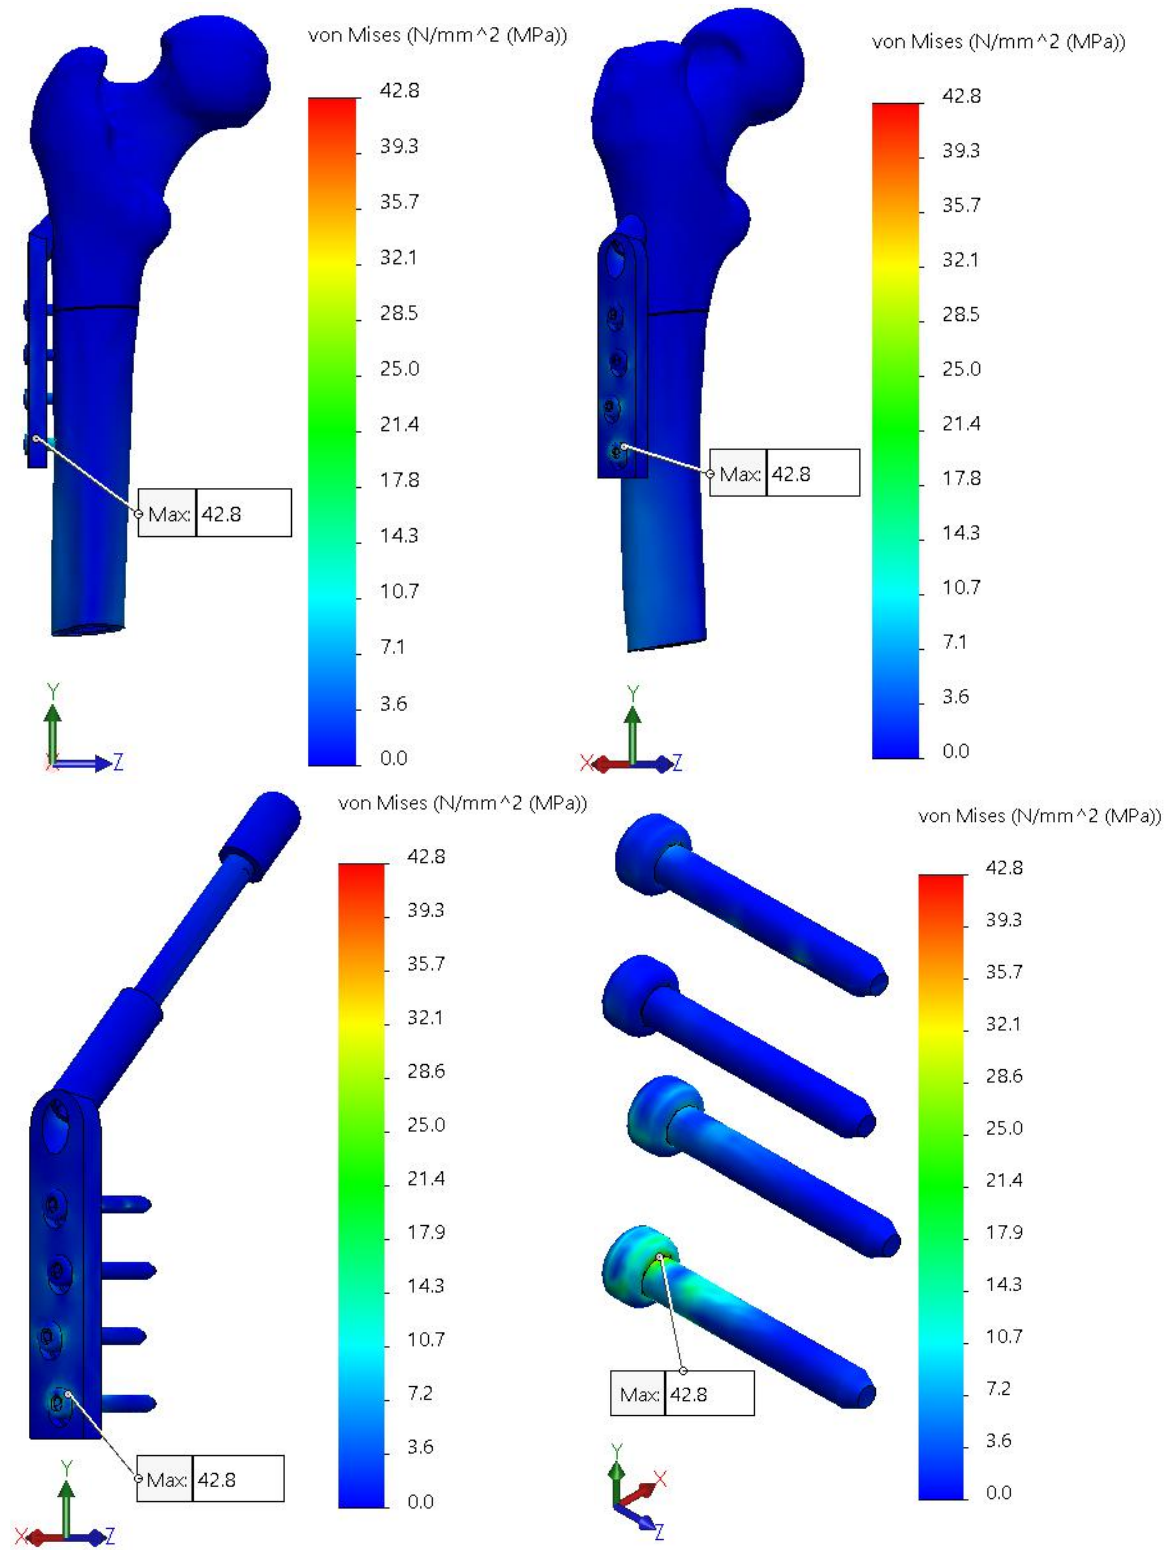 von Mises (N/mm^2 (MPa))
42.8
39.3
35.7
32.1
28.5
25.0
21.4
17.8
14.3
10.7
7.1
3.6
0.0
Max: 42.8
Y
X
Z
von Mises (N/mm^2 (MPa))
42.8
39.3
35.7
32.1
28.5
25.0
21.4
17.8
14.3
10.7
7.1
3.6
0.0
Max: 42.8
Y
X
Z
von Mises (N/mm^2 (MPa))
42.8
39.3
35.7
32.1
28.6
25.0
21.4
17.9
14.3
10.7
7.2
3.6
0.0
Max: 42.8
Y
X
Z
von Mises (N/mm^2 (MPa))
42.8
39.3
35.7
32.1
28.6
25.0
21.4
17.9
14.3
10.7
7.2
3.6
0.0
Max: 42.8
Y
X
Z